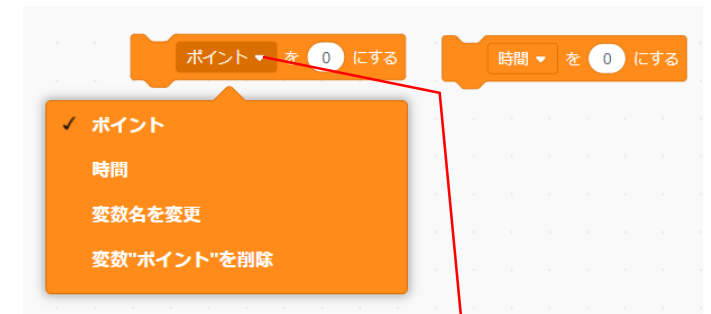 ポイント を 0 にする
時間 を 0 にする
ポイント
時間
変数名を変更
変数"ポイント"を削除